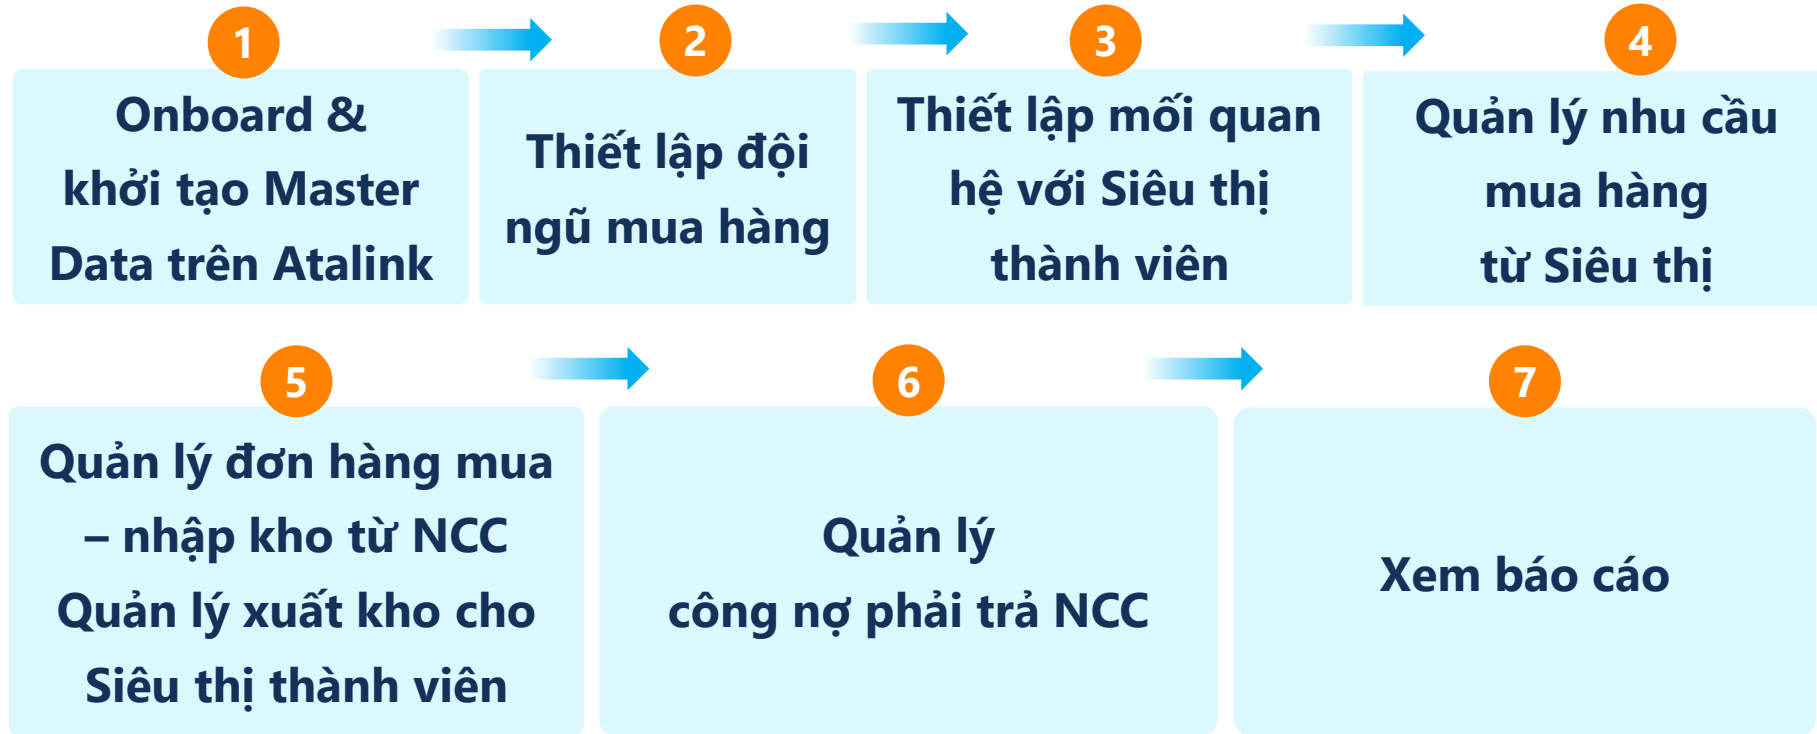 1
Onboard &
khởi tạo Master
Data trên Atalink
2
Thiết lập đội
ngũ mua hàng
3
Thiết lập mối quan
hệ với Siêu thị
thành viên
4
Quản lý nhu cầu
mua hàng
từ Siêu thị
5
Quản lý đơn hàng mua
– nhập kho từ NCC
Quản lý xuất kho cho
Siêu thị thành viên
6
Quản lý
công nợ phải trả NCC
7
Xem báo cáo